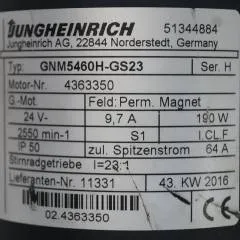 JUNGHEINRICH 51344884
Jungheinrich AG, 22844 Norderstedt, Germany
Typ: GNM5460H-GS23 Ser. H
Motor-Nr. 4363350
G.-Mot. Feld: Perm. Magnet
24 V- 9,7 A 190 W
2550 min-1 S1 I.CL.F
IP 50 zul. Spitzenstrom 64 A
Stirnradgetriebe I=23:1
Lieferanten-Nr. 11331 43. KW 2016
02.4363350